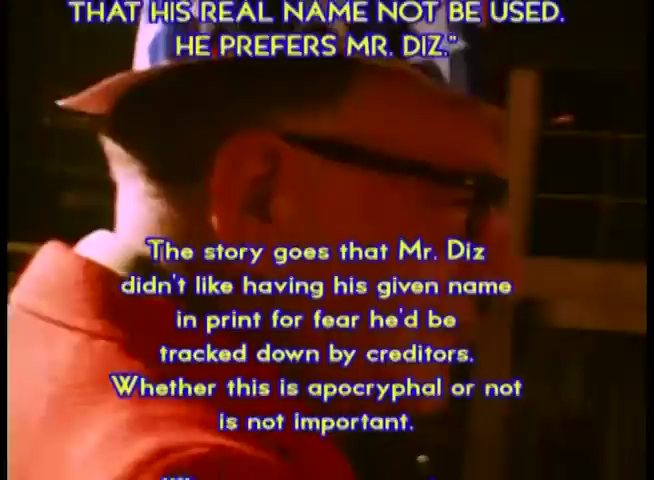 THAT HIS REAL NAME NOT BE USED.
HE PREFERS MR. DIZ."
The story goes that Mr. Diz
didn't like having his given name
in print for fear he'd be
tracked down by creditors.
Whether this is apocryphal or not
is not important.